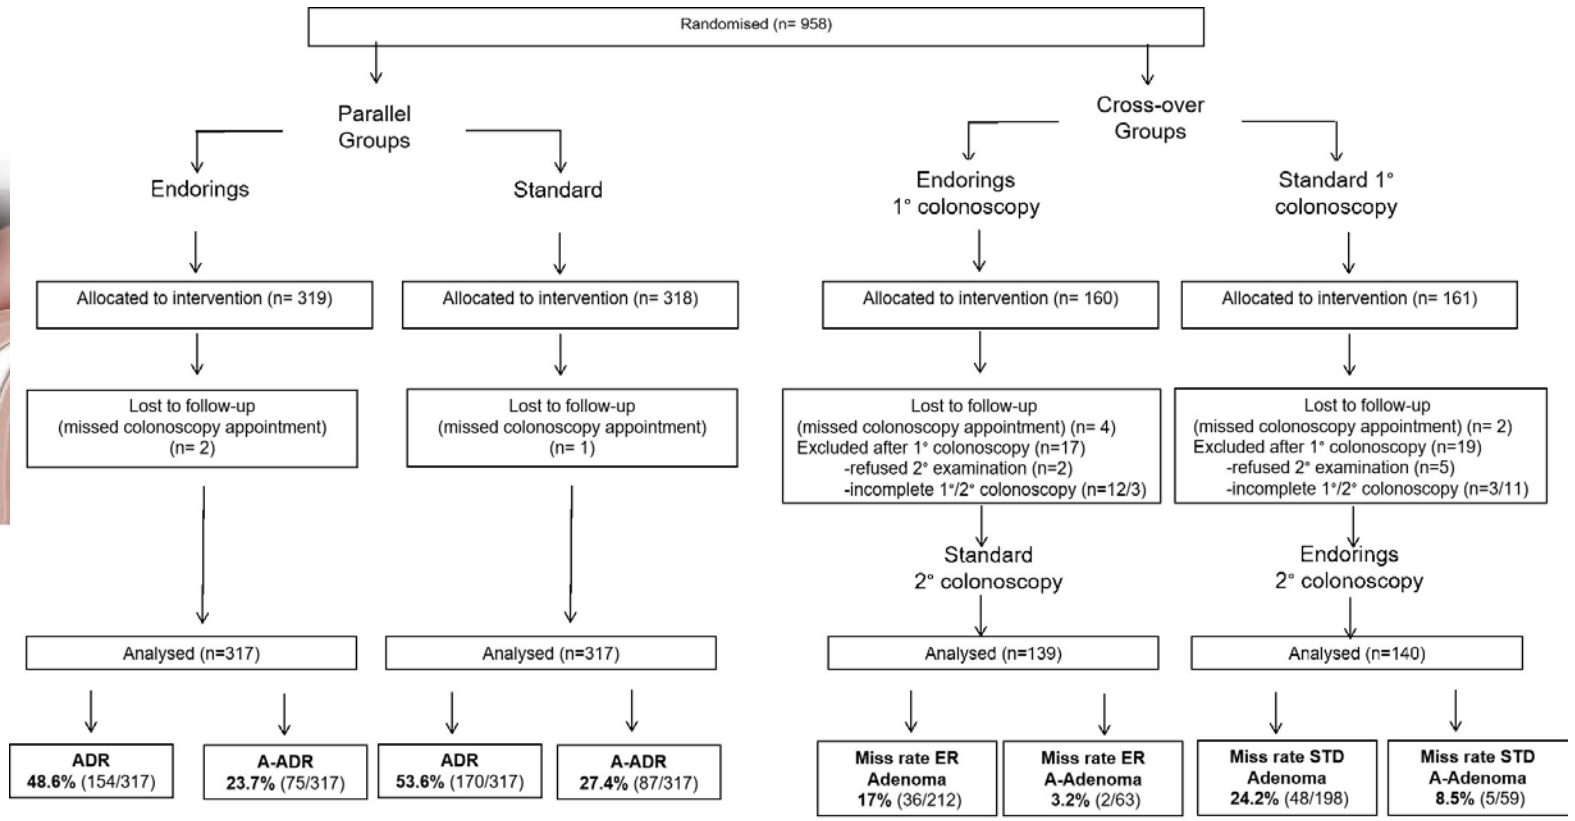 Randomised (n= 958)
Parallel
Groups
Endorings
Standard
Allocated to intervention (n= 319)
Allocated to intervention (n= 318)
Lost to follow-up
(missed colonoscopy appointment)
(n= 2)
Lost to follow-up
(missed colonoscopy appointment)
(n= 1)
Analysed (n=317)
Analysed (n=317)
ADR
48.6% (154/317)
A-ADR
23.7% (75/317)
ADR
53.6% (170/317)
A-ADR
27.4% (87/317)
Cross-over
Groups
Endorings
1° colonoscopy
Standard 1°
colonoscopy
Allocated to intervention (n= 160)
Allocated to intervention (n= 161)
Lost to follow-up
(missed colonoscopy appointment) (n= 4)
Excluded after 1° colonoscopy (n=17)
-refused 2° examination (n=2)
-incomplete 1°/2° colonoscopy (n=12/3)
Lost to follow-up
(missed colonoscopy appointment) (n= 2)
Excluded after 1° colonoscopy (n=19)
-refused 2° examination (n=5)
-incomplete 1°/2° colonoscopy (n=3/11)
Standard
2° colonoscopy
Endorings
2° colonoscopy
Analysed (n=139)
Analysed (n=140)
Miss rate ER
Adenoma
17% (36/212)
Miss rate ER
A-Adenoma
3.2% (2/63)
Miss rate STD
Adenoma
24.2% (48/198)
Miss rate STD
A-Adenoma
8.5% (5/59)